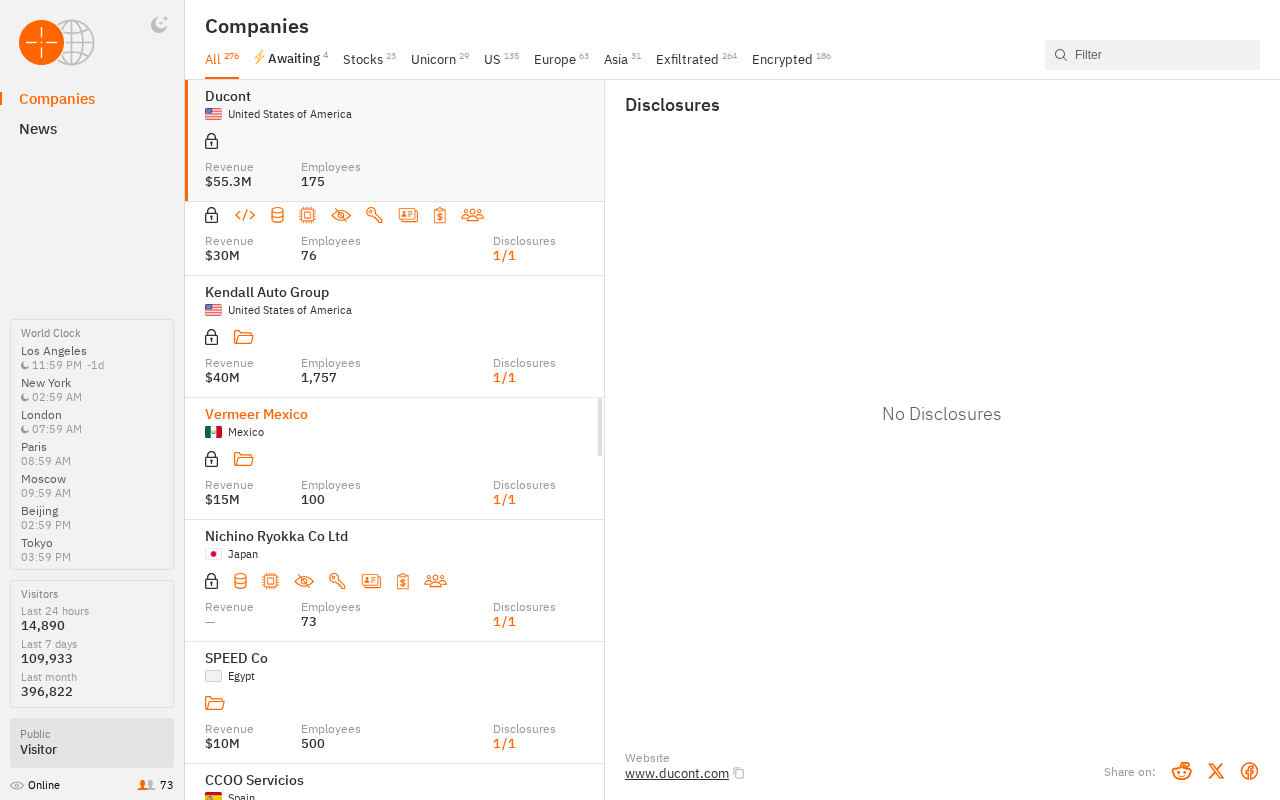 Companies
News
World Clock
Los Angeles
11:59 PM -1d
New York
02:59 AM
London
07:59 AM
Paris
08:59 AM
Moscow
09:59 AM
Beijing
02:59 PM
Tokyo
03:59 PM
Visitors
Last 24 hours
14,890
Last 7 days
109,933
Last month
396,822
Public
Visitor
Online 73
Companies
All 276 Awaiting 4 Stocks 23 Unicorn 29 US 135 Europe 63 Asia 31 Exfiltrated 264 Encrypted 186
Filter
Ducont
United States of America
Revenue Employees
$55.3M 175
Revenue Employees Disclosures
$30M 76 1/1
Kendall Auto Group
United States of America
Revenue Employees Disclosures
$40M 1,757 1/1
Vermeer Mexico
Mexico
Revenue Employees Disclosures
$15M 100 1/1
Nichino Ryokka Co Ltd
Japan
Revenue Employees Disclosures
— 73 1/1
SPEED Co
Egypt
Revenue Employees Disclosures
$10M 500 1/1
CCOO Servicios
Spain
Disclosures
No Disclosures
Website
www.ducont.com
Share on: